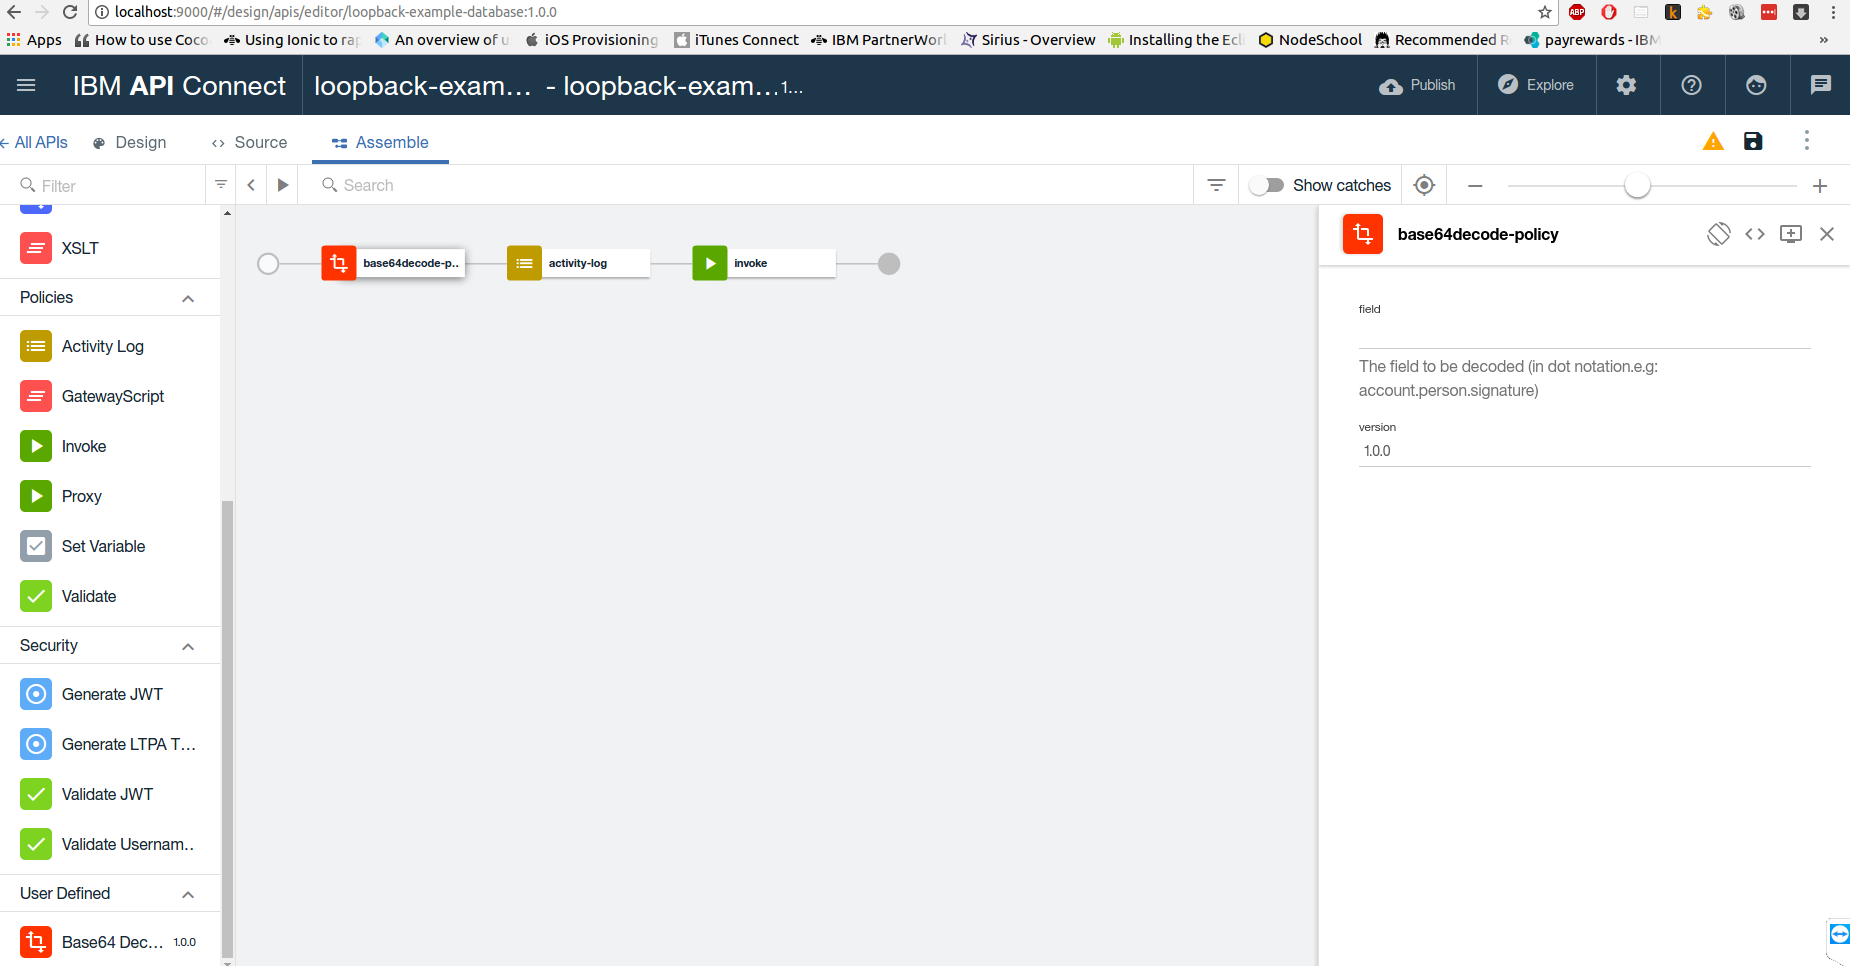 localhost:9000/#/design/apis/editor/loopback-example-database:1.0.0
ABP
k
Apps
How to use Coco
Using Ionic to rap
An overview of u
iOS Provisioning
iTunes Connect
IBM PartnerWorl
Sirius - Overview
Installing the Ecl
NodeSchool
Recommended R
payrewards - IBM
»
IBM API Connect
loopback-exam... - loopback-exam...1...
Publish
Explore
All APIs
Design
Source
Assemble
Filter
Search
Show catches
XSLT
Policies
Activity Log
GatewayScript
Invoke
Proxy
Set Variable
Validate
Security
Generate JWT
Generate LTPA T...
Validate JWT
Validate Usernam..
User Defined
Base64 Dec... 1.0.0
base64decode-p..
activity-log
invoke
base64decode-policy
field
The field to be decoded (in dot notation.e.g:
account.person.signature)
version
1.0.0